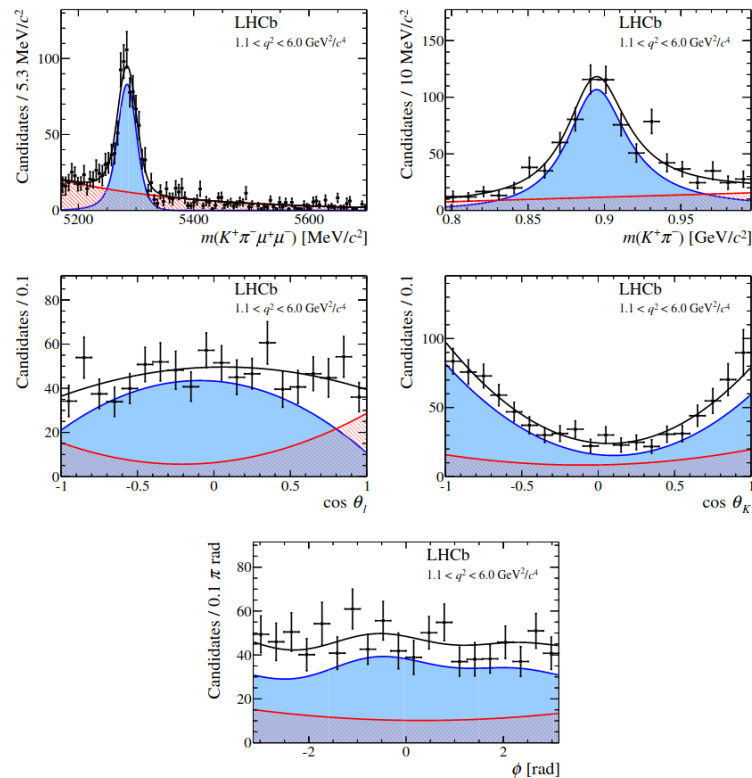 Candidates / 5.3 MeV/c²
LHCb
1.1 < q² < 6.0 GeV²/c⁴
100
50
0
5200
5400
5600
m(K⁺π⁻μ⁺μ⁻) [MeV/c²]
Candidates / 10 MeV/c²
LHCb
1.1 < q² < 6.0 GeV²/c⁴
150
100
50
0
0.8
0.85
0.9
0.95
m(K⁺π⁻) [GeV/c²]
Candidates / 0.1
LHCb
1.1 < q² < 6.0 GeV²/c⁴
80
60
40
20
0
-1
-0.5
0
0.5
1
cos θ_l
Candidates / 0.1
LHCb
1.1 < q² < 6.0 GeV²/c⁴
100
50
0
-1
-0.5
0
0.5
1
cos θ_K
Candidates / 0.1 π rad
LHCb
1.1 < q² < 6.0 GeV²/c⁴
80
60
40
20
0
-2
0
2
ϕ [rad]